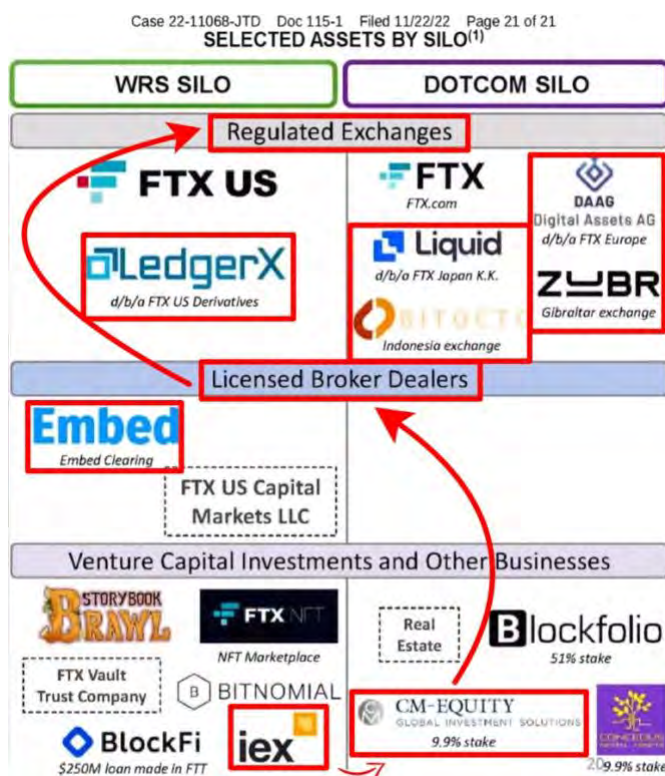 Case 22-11068-JTD Doc 115-1 Filed 11/22/22 Page 21 of 21
SELECTED ASSETS BY SILO(1)
WRS SILO
DOTCOM SILO
Regulated Exchanges
FTX US
LedgerX
d/b/a FTX US Derivatives
FTX
FTX.com
Liquid
d/b/a FTX Japan K.K.
BITOCTO
Indonesia exchange
DAAG
Digital Assets AG
d/b/a FTX Europe
ZUBR
Gibraltar exchange
Licensed Broker Dealers
Embed
Embed Clearing
FTX US Capital
Markets LLC
Venture Capital Investments and Other Businesses
STORYBOOK
BRAWL
FTX NFT
NFT Marketplace
FTX Vault
Trust Company
B BITNOMIAL
BlockFi
$250M loan made in FTT
iex
Real
Estate
Blockfolio
51% stake
CM-EQUITY
GLOBAL INVESTMENT SOLUTIONS
9.9% stake
20
9.9% stake